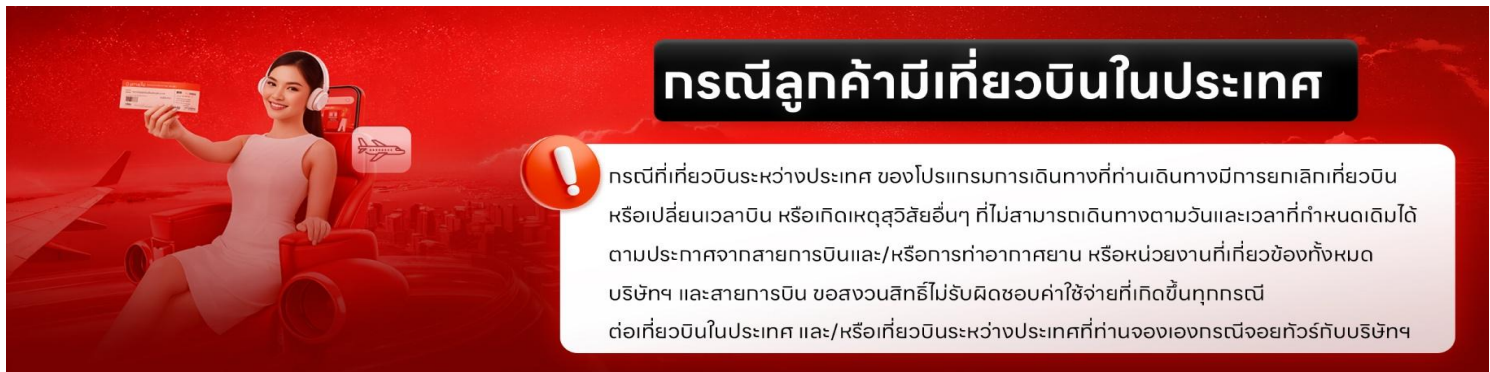 กรณีลูกค้ามีเที่ยวบินในประเทศ
กรณีที่เที่ยวบินระหว่างประเทศ ของโปรแกรมการเดินทางที่ท่านเดินทางมีการยกเลิกเที่ยวบิน
หรือเปลี่ยนเวลาบิน หรือเกิดเหตุสุวิสัยอื่นๆ ที่ไม่สามารถเดินทางตามวันและเวลาที่กำหนดเดิมได้
ตามประกาศจากสายการบินและ/หรือการท่าอากาศยาน หรือหน่วยงานที่เกี่ยวข้องทั้งหมด
บริษัทฯ และสายการบิน ขอสงวนสิทธิ์ไม่รับผิดชอบค่าใช้จ่ายที่เกิดขึ้นทุกกรณี
ต่อเที่ยวบินในประเทศ และ/หรือเที่ยวบินระหว่างประเทศที่ท่านจองเองกรณีจอยทัวร์กับบริษัทฯ